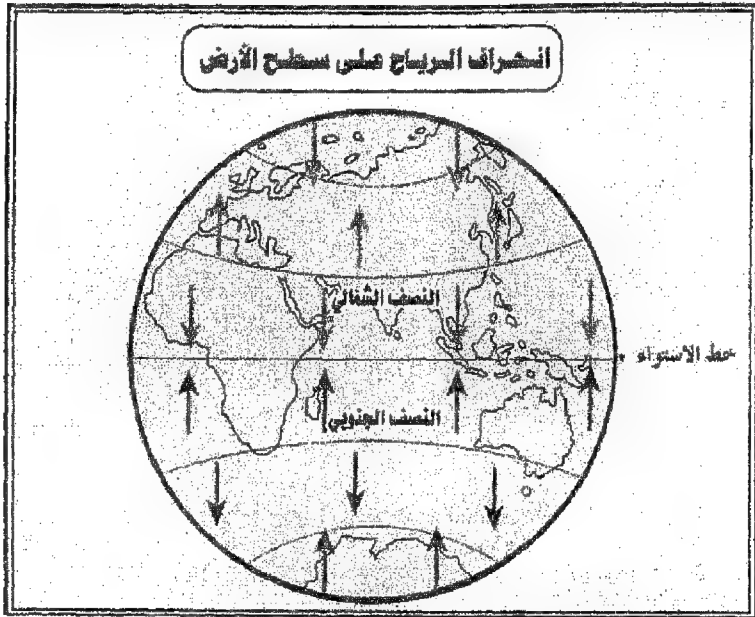 انحراف الرياح على سطح الأرض
النصف الشمالي
خط الاستواء
النصف الجنوبي